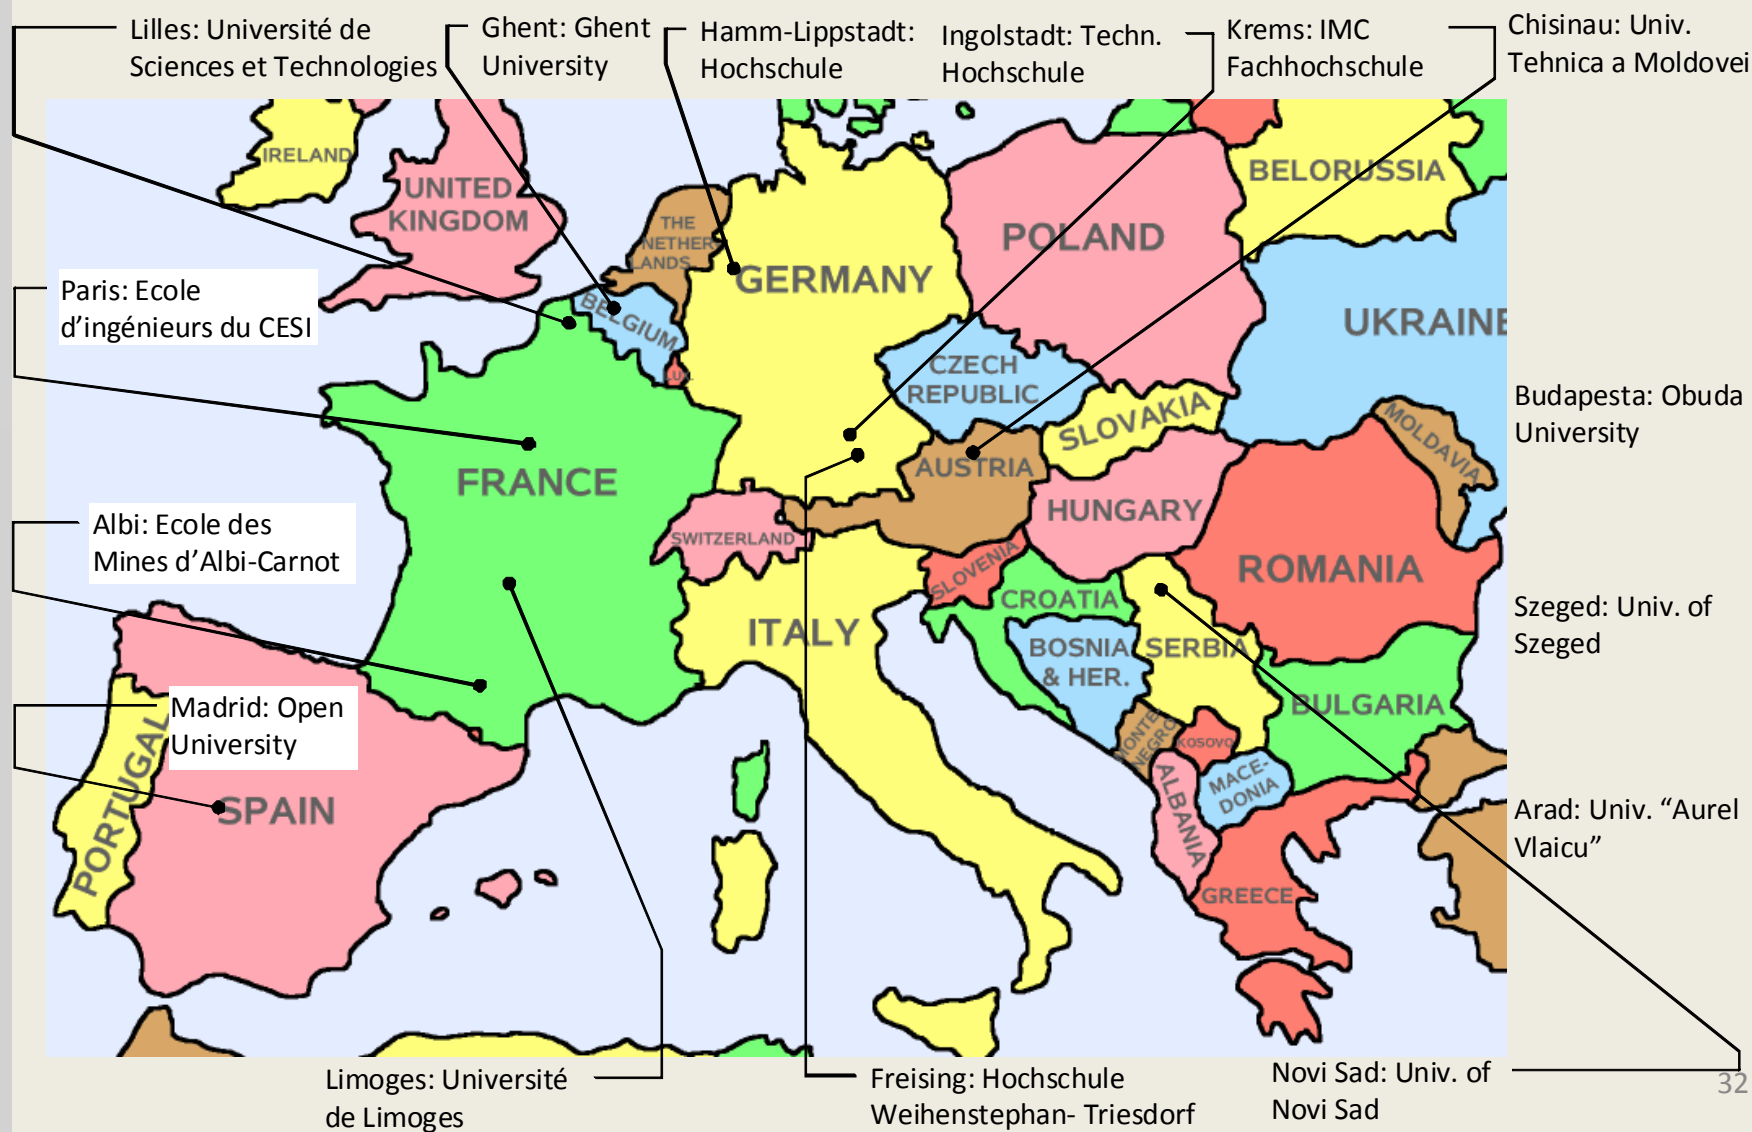 Lilles: Université de
Sciences et Technologies
Ghent: Ghent
University
Hamm-Lippstadt:
Hochschule
Ingolstadt: Techn.
Hochschule
Krems: IMC
Fachhochschule
Chisinau: Univ.
Tehnica a Moldovei
IRELAND
UNITED
KINGDOM
THE
NETHER
LANDS
BELGIUM
LUX.
GERMANY
POLAND
BELORUSSIA
UKRAINE
Paris: Ecole
d’ingénieurs du CESI
CZECH
REPUBLIC
SLOVAKIA
MOLDAVIA
Budapesta: Obuda
University
FRANCE
AUSTRIA
HUNGARY
SWITZERLAND
SLOVENIA
ROMANIA
Albi: Ecole des
Mines d’Albi-Carnot
CROATIA
ITALY
BOSNIA
& HER.
SERBIA
Szeged: Univ. of
Szeged
BULGARIA
MONTE
NEGRO
KOSOVO
MACE-
DONIA
ALBANIA
GREECE
Madrid: Open
University
PORTUGAL
SPAIN
Arad: Univ. “Aurel
Vlaicu”
Limoges: Université
de Limoges
Freising: Hochschule
Weihenstephan- Triesdorf
Novi Sad: Univ. of
Novi Sad
32